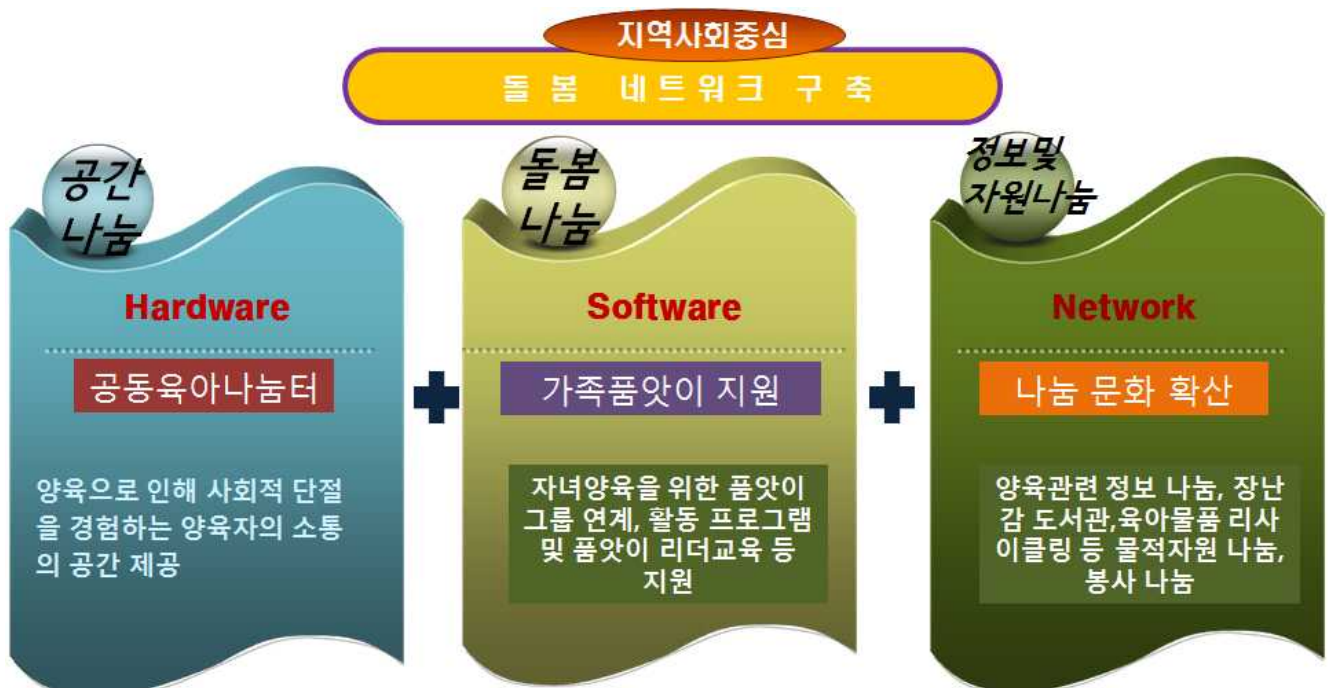 지역사회중심
돌 봄 네트워크 구 축
공간
나눔
Hardware
공동육아나눔터
양육으로 인해 사회적 단절
을 경험하는 양육자의 소통
의 공간 제공
돌봄
나눔
Software
가족품앗이 지원
자녀양육을 위한 품앗이
그룹 연계, 활동 프로그램
및 품앗이 리더교육 등
지원
정보및
자원나눔
Network
나눔 문화 확산
양육관련 정보 나눔, 장난
감 도서관,육아물품 리사
이클링 등 물적자원 나눔,
봉사 나눔